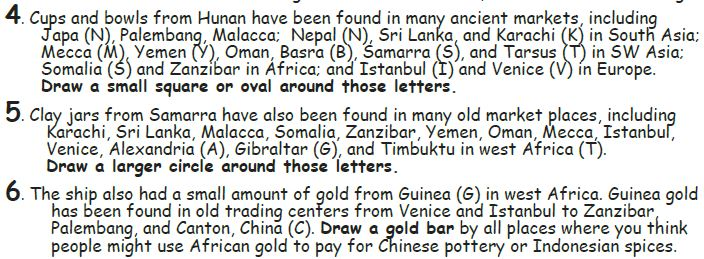 4. Cups and bowls from Hunan have been found in many ancient markets, including
Japa (N), Palembang, Malacca;  Nepal (N), Sri Lanka, and Karachi (K) in South Asia;
Mecca (M), Yemen (Y), Oman, Basra (B), Samarra (S), and Tarsus (T) in SW Asia;
Somalia (S) and Zanzibar in Africa; and Istanbul (I) and Venice (V) in Europe.
Draw a small square or oval around those letters.
5. Clay jars from Samarra have also been found in many old market places, including
Karachi, Sri Lanka, Malacca, Somalia, Zanzibar, Yemen, Oman, Mecca, Istanbul,
Venice, Alexandria (A), Gibraltar (G), and Timbuktu in west Africa (T).
Draw a larger circle around those letters.
6. The ship also had a small amount of gold from Guinea (G) in west Africa. Guinea gold
has been found in old trading centers from Venice and Istanbul to Zanzibar,
Palembang, and Canton, China (C). Draw a gold bar by all places where you think
people might use African gold to pay for Chinese pottery or Indonesian spices.